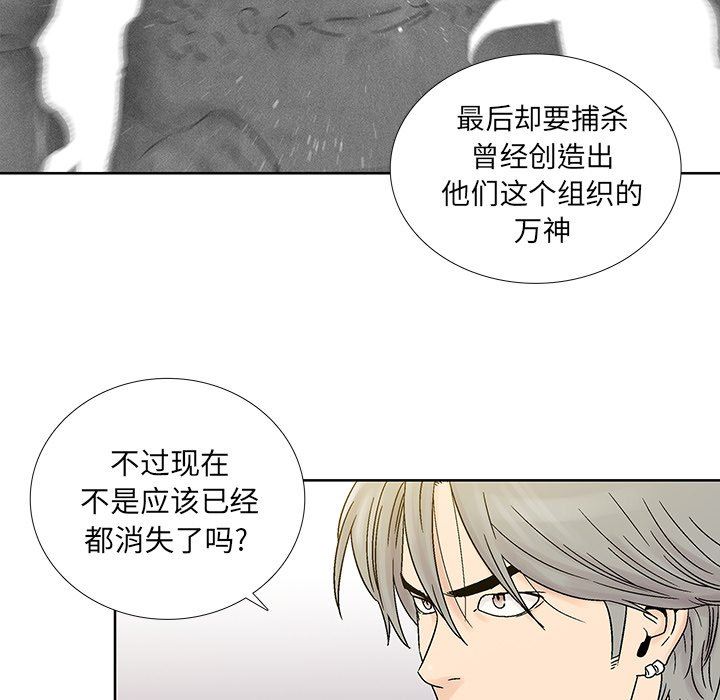 最后却要捕杀
曾经创造出
他们这个组织的
万神
不过现在
不是应该已经
都消失了吗?